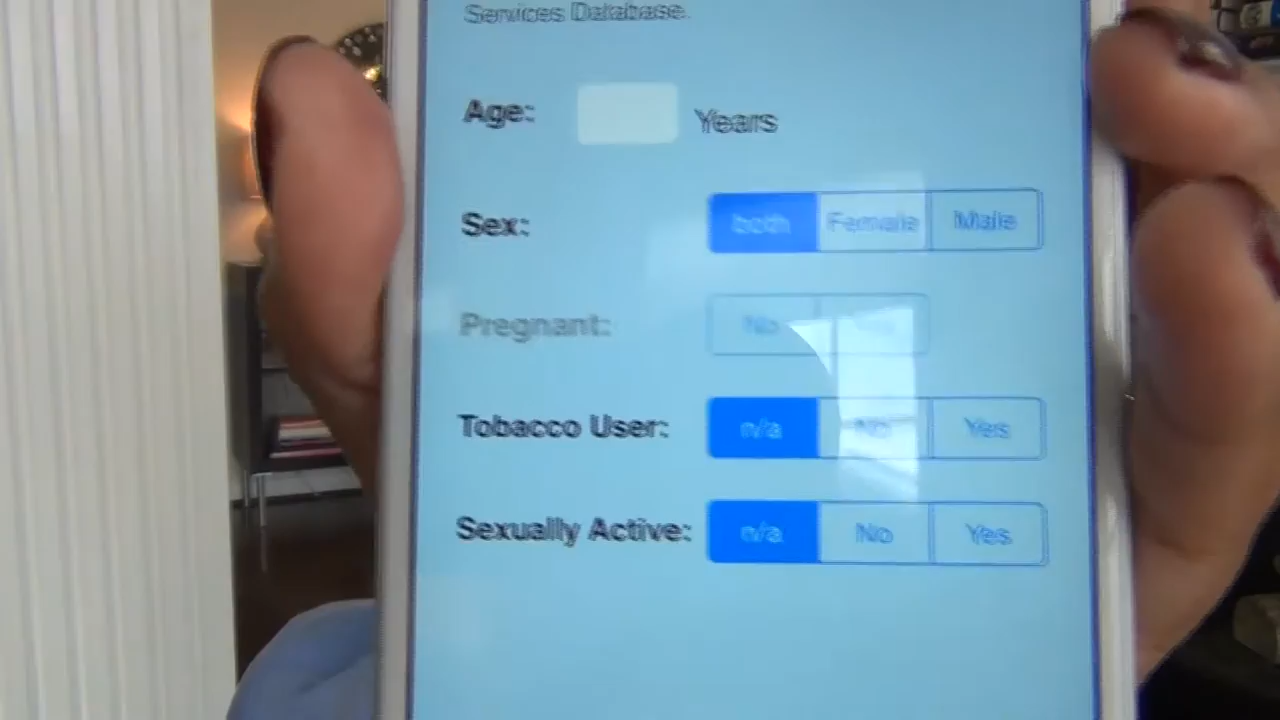 Services Database.
Age: Years
Sex: both Female Male
Pregnant: No
Tobacco User: n/a No Yes
Sexually Active: n/a No Yes